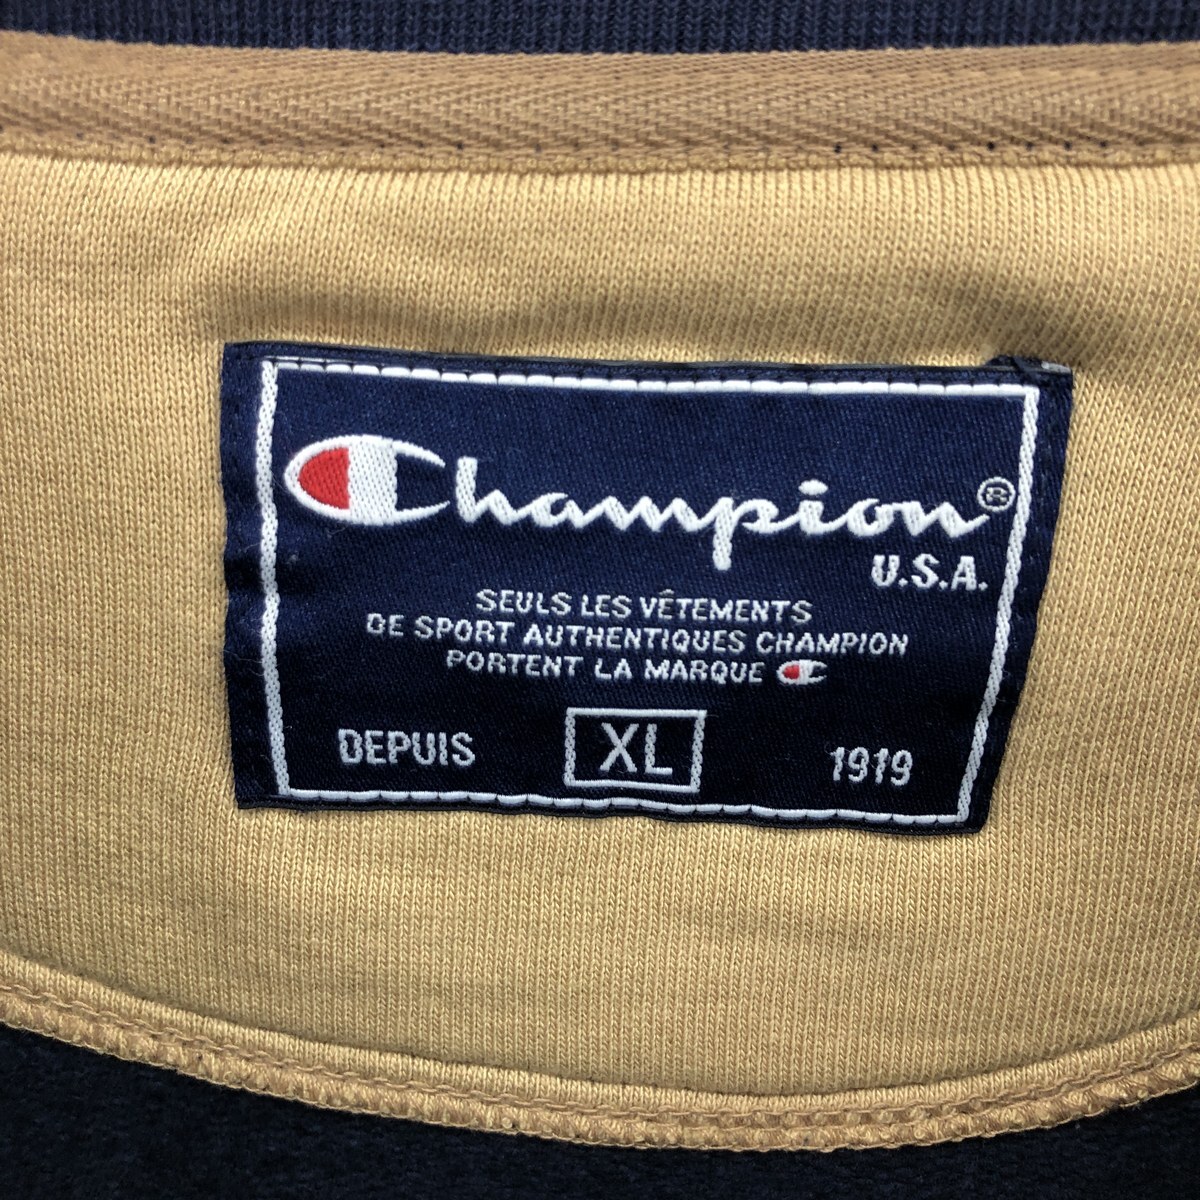 Champion®
U.S.A.
SEULS LES VÊTEMENTS
DE SPORT AUTHENTIQUES CHAMPION
PORTENT LA MARQUE C
DEPUIS XL 1919